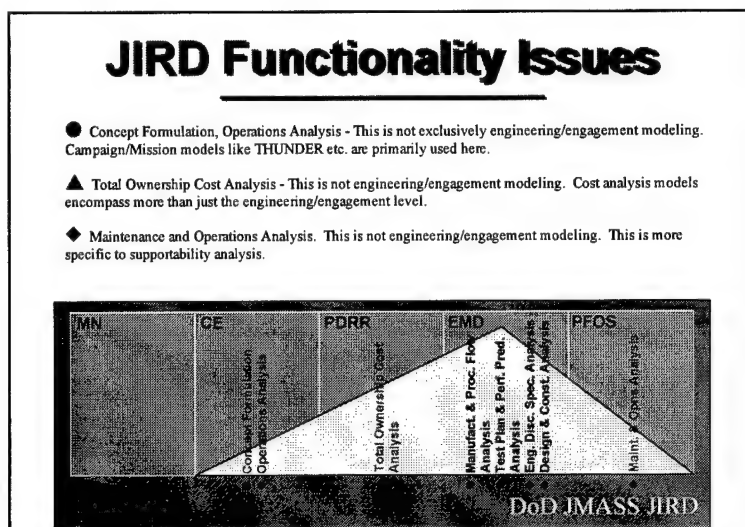 JIRD Functionality Issues
● Concept Formulation, Operations Analysis - This is not exclusively engineering/engagement modeling.
Campaign/Mission models like THUNDER etc. are primarily used here.
▲ Total Ownership Cost Analysis - This is not engineering/engagement modeling. Cost analysis models
encompass more than just the engineering/engagement level.
◆ Maintenance and Operations Analysis. This is not engineering/engagement modeling. This is more
specific to supportability analysis.
MN
CE
PDRR
EMD
PFOS
Concept Formulation
Operations Analysis
Total Ownership Cost
Analysis
Manufact. & Proc. Flow
Analysis
Test Plan & Perf. Pred.
Analysis
Eng. Disc. Spec. Analysis
Design & Const. Analysis
Maint. & Opns Analysis
DoD JMASS JIRD